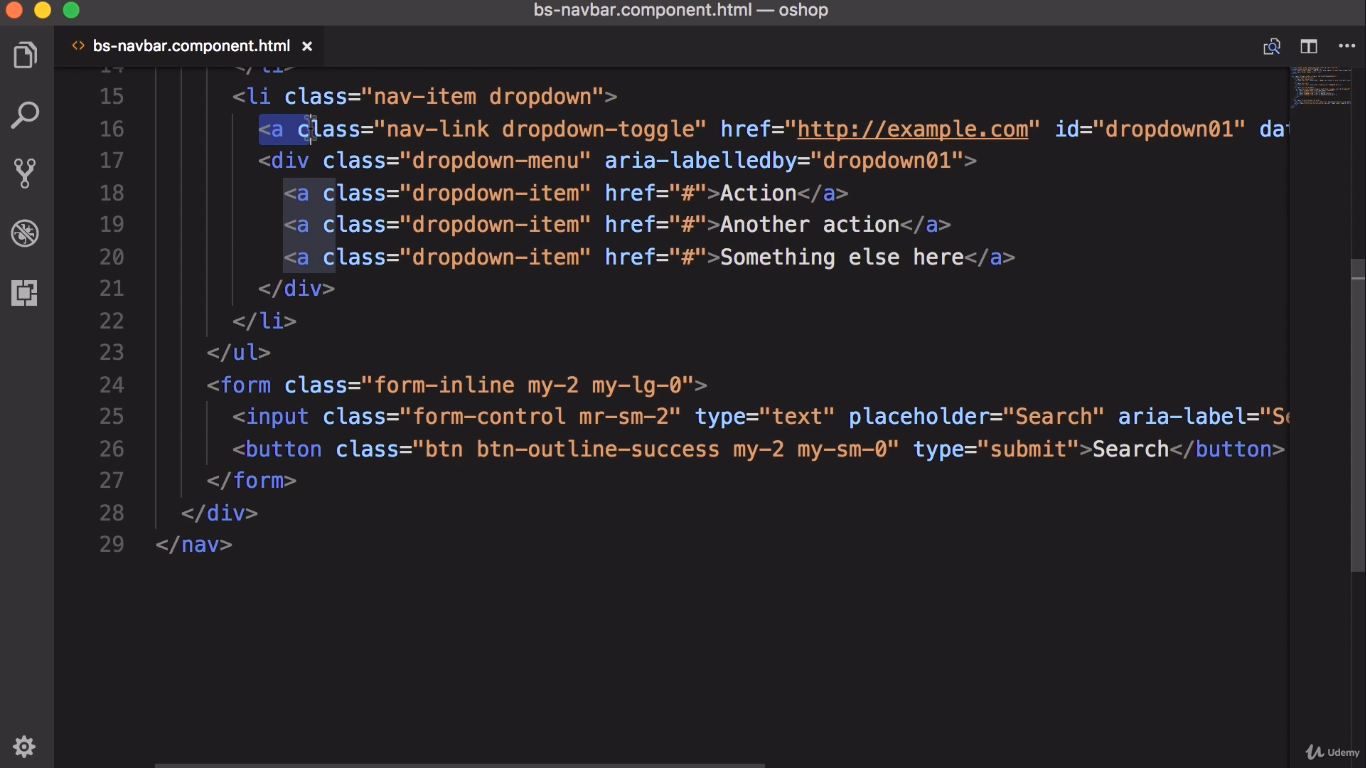 bs-navbar.component.html — oshop
<> bs-navbar.component.html ×
14 </li>
15 <li class="nav-item dropdown">
16 <a class="nav-link dropdown-toggle" href="http://example.com" id="dropdown01" dat
17 <div class="dropdown-menu" aria-labelledby="dropdown01">
18 <a class="dropdown-item" href="#">Action</a>
19 <a class="dropdown-item" href="#">Another action</a>
20 <a class="dropdown-item" href="#">Something else here</a>
21 </div>
22 </li>
23 </ul>
24 <form class="form-inline my-2 my-lg-0">
25 <input class="form-control mr-sm-2" type="text" placeholder="Search" aria-label="Se
26 <button class="btn btn-outline-success my-2 my-sm-0" type="submit">Search</button>
27 </form>
28 </div>
29 </nav>
Udemy